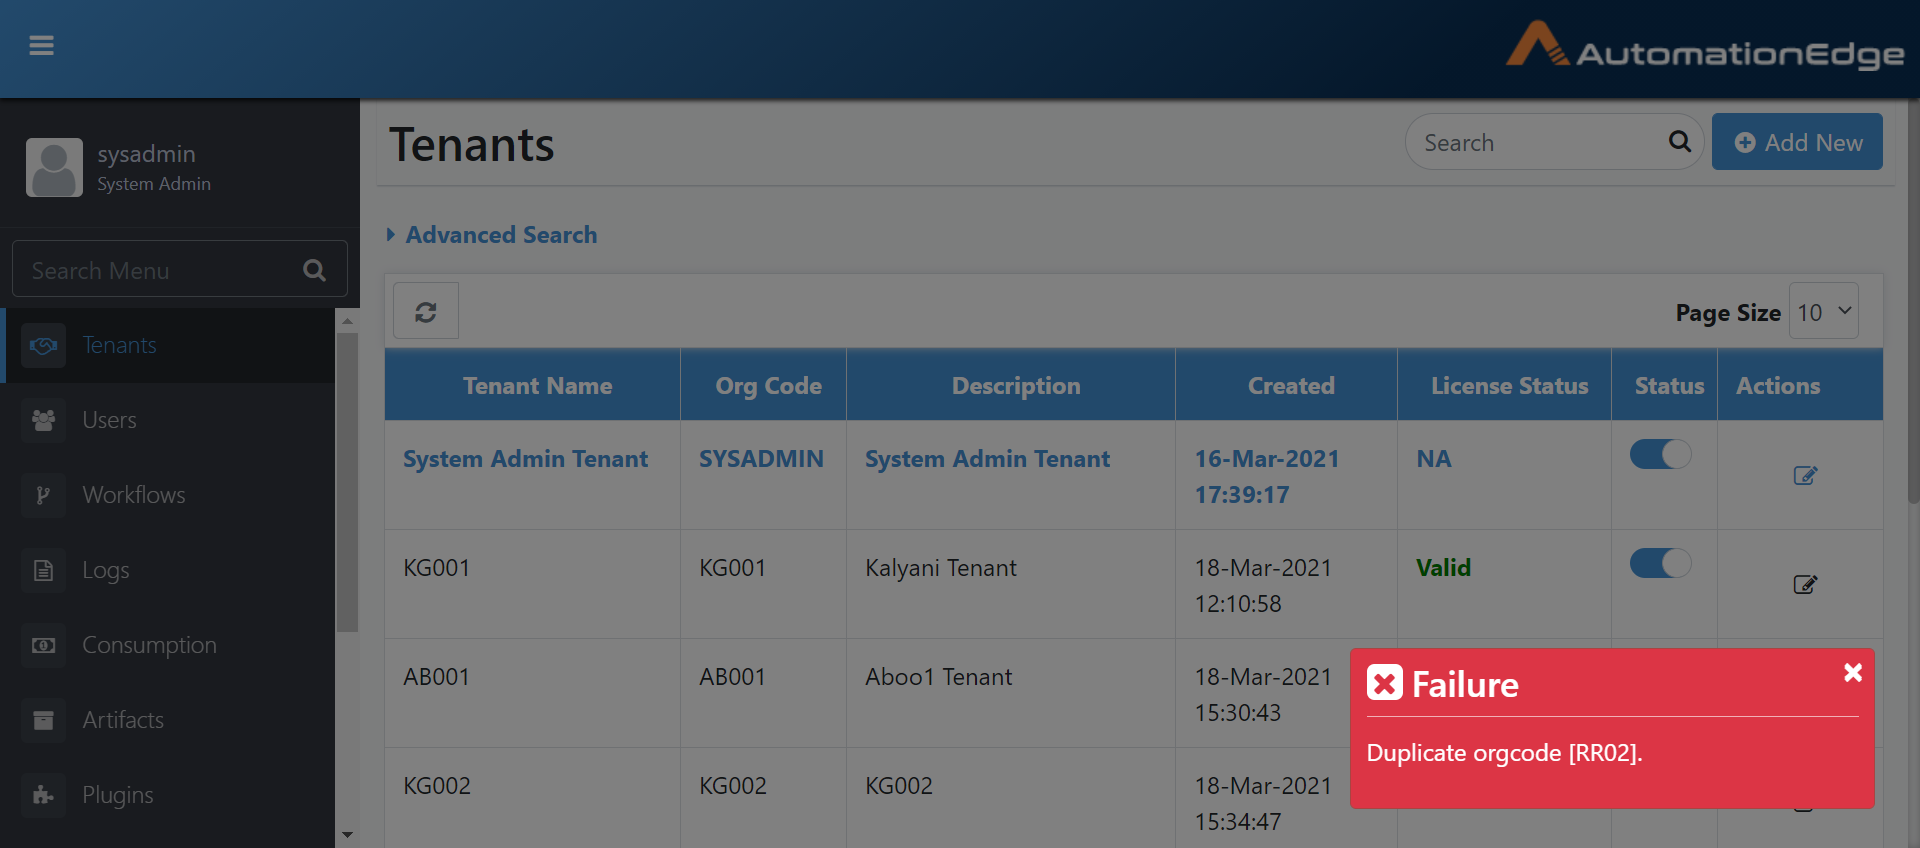 AutomationEdge
sysadmin
System Admin
Search Menu
Tenants
Users
Workflows
Logs
Consumption
Artifacts
Plugins
Tenants
Search
Add New
Advanced Search
Page Size 10
Tenant Name Org Code Description Created License Status Status Actions
System Admin Tenant SYSADMIN System Admin Tenant 16-Mar-2021 NA
17:39:17
KG001 KG001 Kalyani Tenant 18-Mar-2021 Valid
12:10:58
AB001 AB001 Aboo1 Tenant 18-Mar-2021
15:30:43
KG002 KG002 KG002 18-Mar-2021
15:34:47
Failure
Duplicate orgcode [RR02].